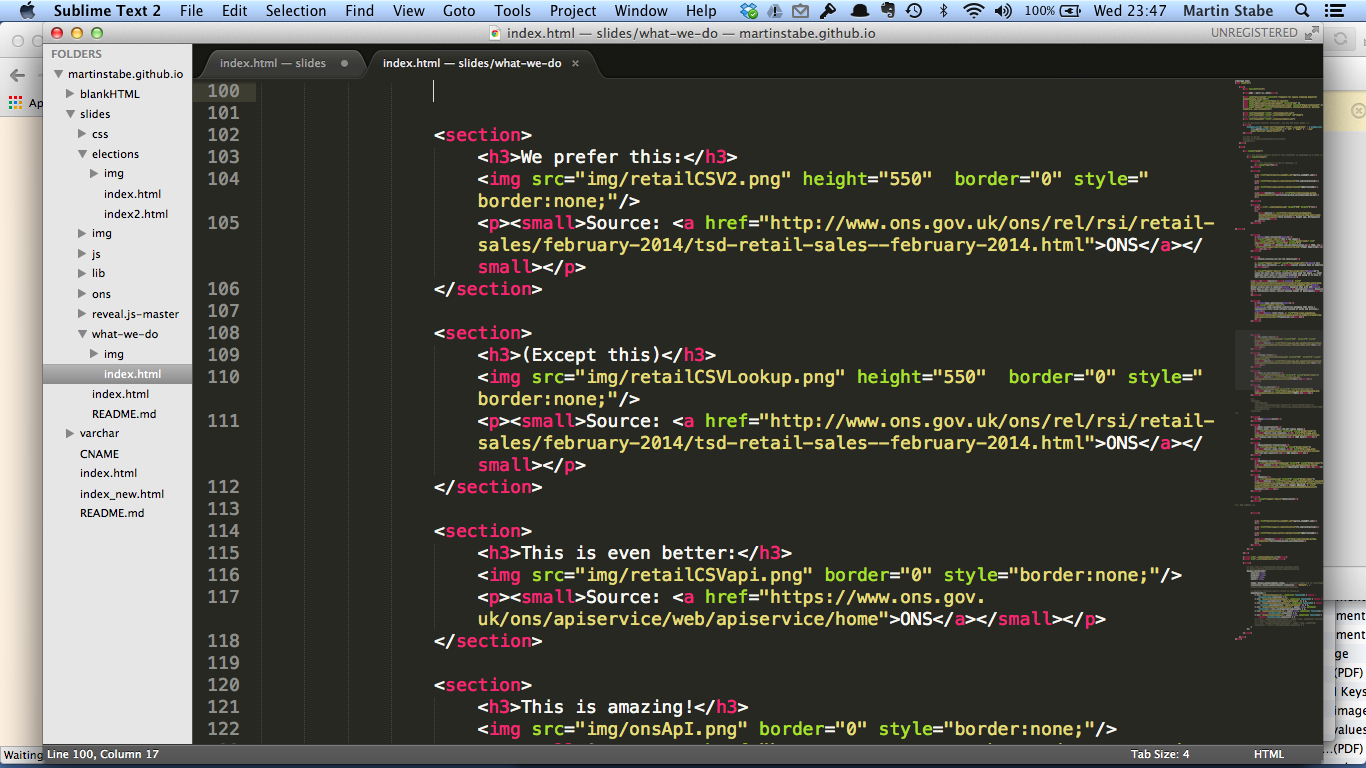 Sublime Text 2 File Edit Selection Find View Goto Tools Project Window Help 100% Wed 23:47 Martin Stabe
index.html — slides/what-we-do — martinstabe.github.io
UNREGISTERED
FOLDERS
martinstabe.github.io
blankHTML
slides
css
elections
img
index.html
index2.html
img
js
lib
ons
reveal.js-master
what-we-do
img
index.html
index.html
README.md
varchar
CNAME
index.html
index_new.html
README.md
index.html — slides
index.html — slides/what-we-do
100
101
102 <section>
103 <h3>We prefer this:</h3>
104 <img src="img/retailCSV2.png" height="550"  border="0" style="
border:none;"/>
105 <p><small>Source: <a href="http://www.ons.gov.uk/ons/rel/rsi/retail-
sales/february-2014/tsd-retail-sales--february-2014.html">ONS</a></
small></p>
106 </section>
107
108 <section>
109 <h3>(Except this)</h3>
110 <img src="img/retailCSVLookup.png" height="550"  border="0" style="
border:none;"/>
111 <p><small>Source: <a href="http://www.ons.gov.uk/ons/rel/rsi/retail-
sales/february-2014/tsd-retail-sales--february-2014.html">ONS</a></
small></p>
112 </section>
113
114 <section>
115 <h3>This is even better:</h3>
116 <img src="img/retailCSVapi.png" border="0" style="border:none;"/>
117 <p><small>Source: <a href="https://www.ons.gov.
uk/ons/apiservice/web/apiservice/home">ONS</a></small></p>
118 </section>
119
120 <section>
121 <h3>This is amazing!</h3>
122 <img src="img/onsApI.png" border="0" style="border:none;"/>
Line 100, Column 17
Tab Size: 4
HTML
Ap
Waiting
ment
ment
ge
(PDF)
l Keys
image
values
...(PDF)